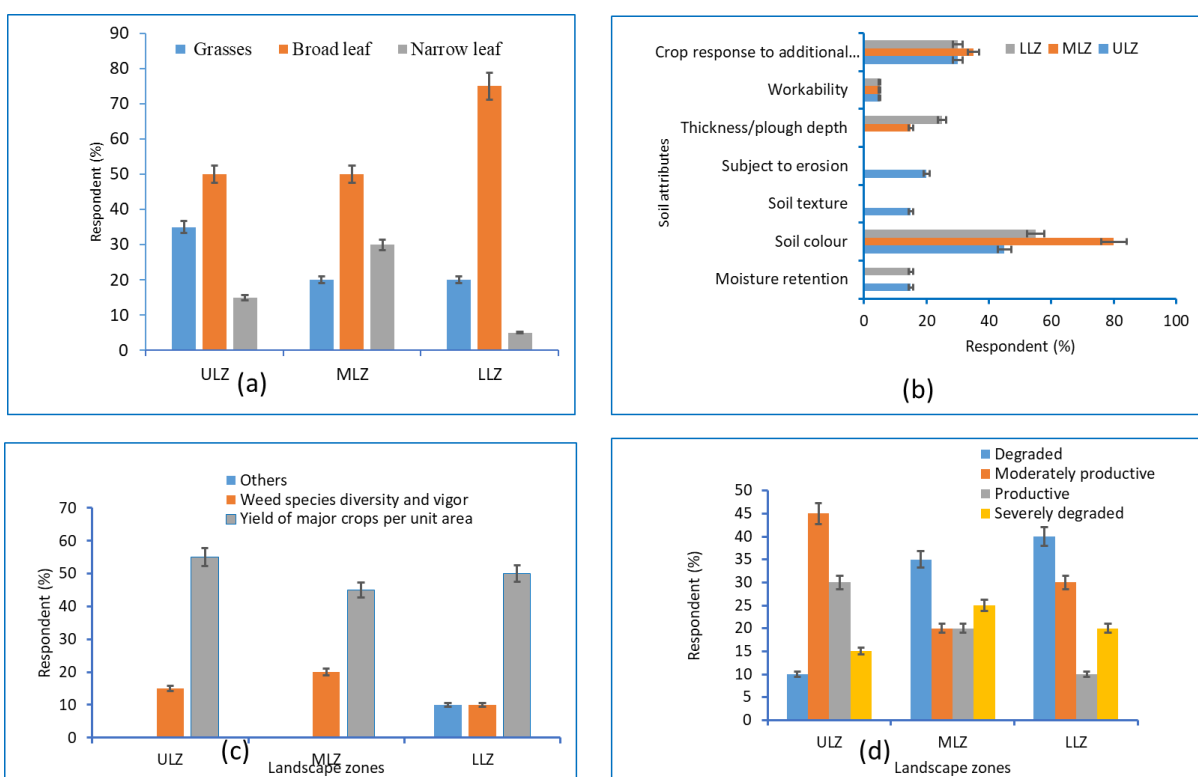 Grasses Broad leaf Narrow leaf
90
80
70
60
50
40
30
20
10
0
Respondent (%)
ULZ MLZ LLZ
(a)
LLZ MLZ ULZ
Soil attributes
Crop response to additional…
Workability
Thickness/plough depth
Subject to erosion
Soil texture
Soil colour
Moisture retention
0 20 40 60 80 100
Respondent (%)
(b)
Others
Weed species diversity and vigor
Yield of major crops per unit area
70
60
50
40
30
20
10
0
Respondent (%)
ULZ MLZ LLZ
(c)
Landscape zones
Degraded
Moderately productive
Productive
Severely degraded
50
45
40
35
30
25
20
15
10
5
0
Respondent (%)
ULZ MLZ LLZ
(d)
Landscape zones